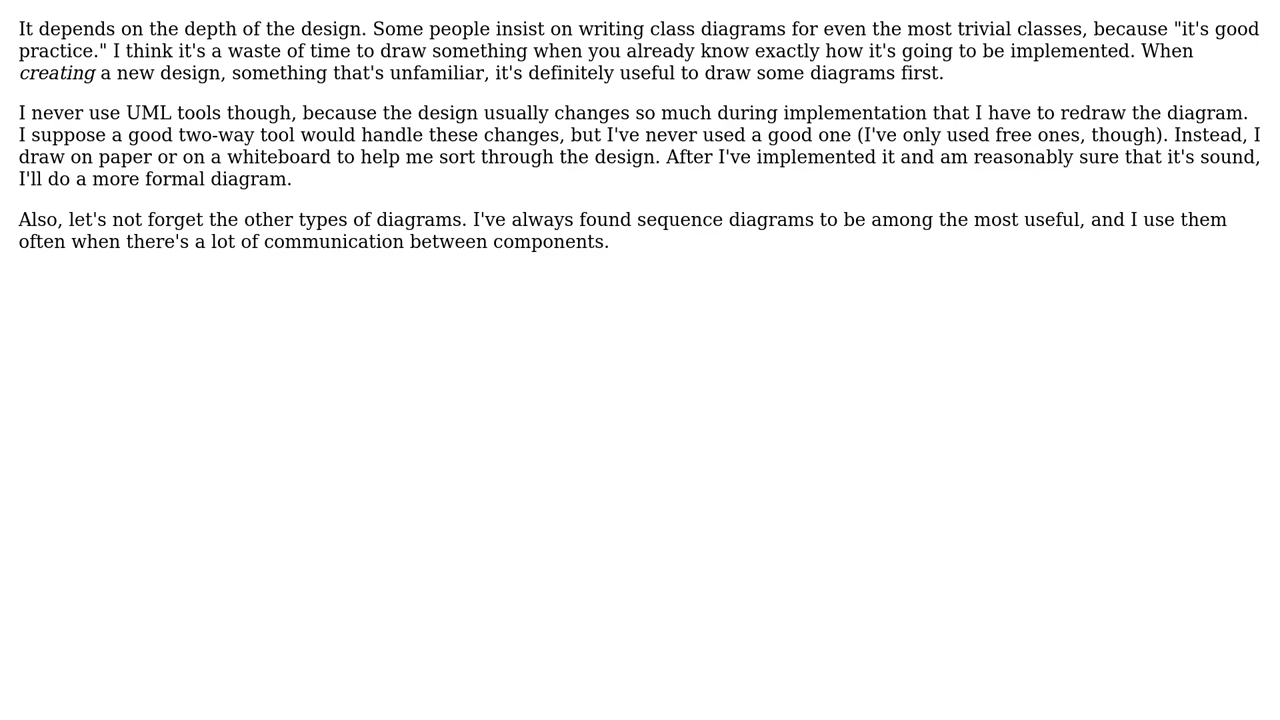 It depends on the depth of the design. Some people insist on writing class diagrams for even the most trivial classes, because "it's good
practice." I think it's a waste of time to draw something when you already know exactly how it's going to be implemented. When
creating a new design, something that's unfamiliar, it's definitely useful to draw some diagrams first.
I never use UML tools though, because the design usually changes so much during implementation that I have to redraw the diagram.
I suppose a good two-way tool would handle these changes, but I've never used a good one (I've only used free ones, though). Instead, I
draw on paper or on a whiteboard to help me sort through the design. After I've implemented it and am reasonably sure that it's sound,
I'll do a more formal diagram.
Also, let's not forget the other types of diagrams. I've always found sequence diagrams to be among the most useful, and I use them
often when there's a lot of communication between components.